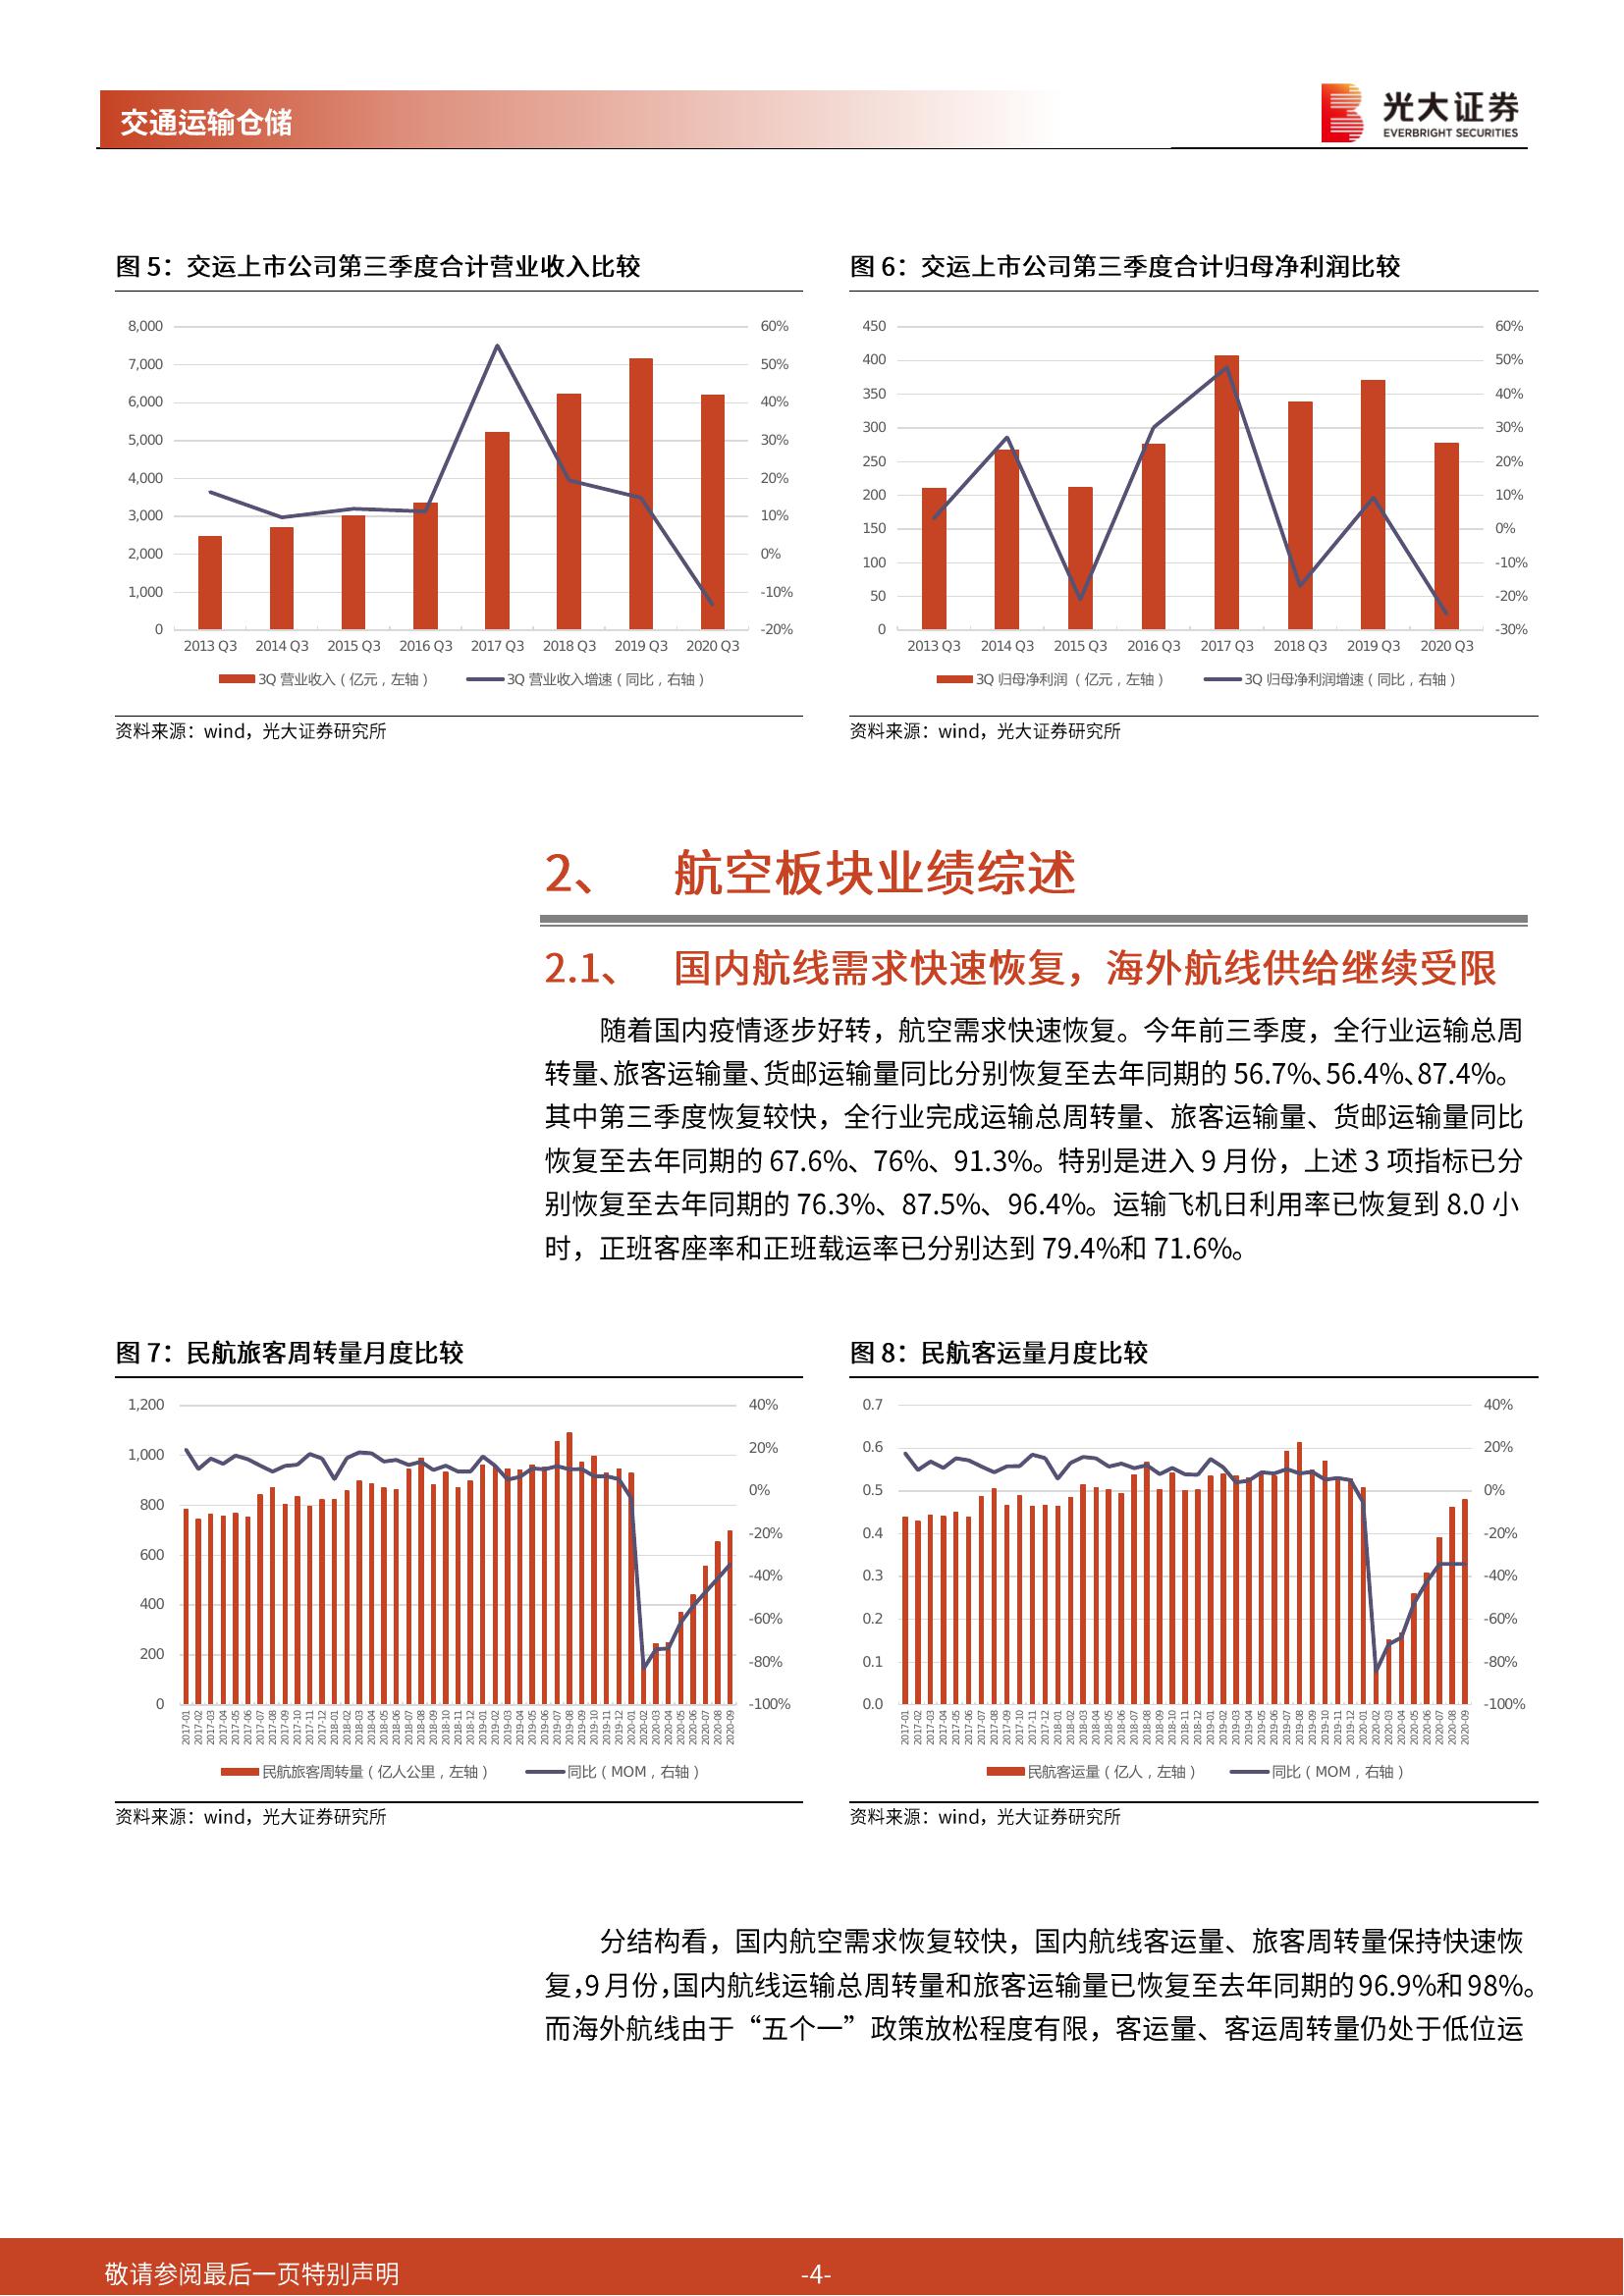 交通运输仓储
光大证券
EVERBRIGHT SECURITIES
图 5：交运上市公司第三季度合计营业收入比较
8,000
7,000
6,000
5,000
4,000
3,000
2,000
1,000
0
60%
50%
40%
30%
20%
10%
0%
-10%
-20%
2013 Q3 2014 Q3 2015 Q3 2016 Q3 2017 Q3 2018 Q3 2019 Q3 2020 Q3
3Q 营业收入（亿元，左轴） 3Q 营业收入增速（同比，右轴）
资料来源：wind，光大证券研究所
图 6：交运上市公司第三季度合计归母净利润比较
450
400
350
300
250
200
150
100
50
0
60%
50%
40%
30%
20%
10%
0%
-10%
-20%
-30%
2013 Q3 2014 Q3 2015 Q3 2016 Q3 2017 Q3 2018 Q3 2019 Q3 2020 Q3
3Q 归母净利润（亿元，左轴） 3Q 归母净利润增速（同比，右轴）
资料来源：wind，光大证券研究所
2、 航空板块业绩综述
2.1、 国内航线需求快速恢复，海外航线供给继续受限
随着国内疫情逐步好转，航空需求快速恢复。今年前三季度，全行业运输总周
转量、旅客运输量、货邮运输量同比分别恢复至去年同期的 56.7%、56.4%、87.4%。
其中第三季度恢复较快，全行业完成运输总周转量、旅客运输量、货邮运输量同比
恢复至去年同期的 67.6%、76%、91.3%。特别是进入 9 月份，上述 3 项指标已分
别恢复至去年同期的 76.3%、87.5%、96.4%。运输飞机日利用率已恢复到 8.0 小
时，正班客座率和正班载运率已分别达到 79.4%和 71.6%。
图 7：民航旅客周转量月度比较
1,200
1,000
800
600
400
200
0
40%
20%
0%
-20%
-40%
-60%
-80%
-100%
2017-01 2017-02 2017-03 2017-04 2017-05 2017-06 2017-07 2017-08 2017-09 2017-10 2017-11 2017-12 2018-01 2018-02 2018-03 2018-04 2018-05 2018-06 2018-07 2018-08 2018-09 2018-10 2018-11 2018-12 2019-01 2019-02 2019-03 2019-04 2019-05 2019-06 2019-07 2019-08 2019-09 2019-10 2019-11 2019-12 2020-01 2020-02 2020-03 2020-04 2020-05 2020-06 2020-07 2020-08 2020-09
民航旅客周转量（亿人公里，左轴） 同比（MOM，右轴）
资料来源：wind，光大证券研究所
图 8：民航客运量月度比较
0.7
0.6
0.5
0.4
0.3
0.2
0.1
0.0
40%
20%
0%
-20%
-40%
-60%
-80%
-100%
2017-01 2017-02 2017-03 2017-04 2017-05 2017-06 2017-07 2017-08 2017-09 2017-10 2017-11 2017-12 2018-01 2018-02 2018-03 2018-04 2018-05 2018-06 2018-07 2018-08 2018-09 2018-10 2018-11 2018-12 2019-01 2019-02 2019-03 2019-04 2019-05 2019-06 2019-07 2019-08 2019-09 2019-10 2019-11 2019-12 2020-01 2020-02 2020-03 2020-04 2020-05 2020-06 2020-07 2020-08 2020-09
民航客运量（亿人，左轴） 同比（MOM，右轴）
资料来源：wind，光大证券研究所
分结构看，国内航空需求恢复较快，国内航线客运量、旅客周转量保持快速恢
复，9 月份，国内航线运输总周转量和旅客运输量已恢复至去年同期的 96.9%和 98%。
而海外航线由于“五个一”政策放松程度有限，客运量、客运周转量仍处于低位运
敬请参阅最后一页特别声明
-4-